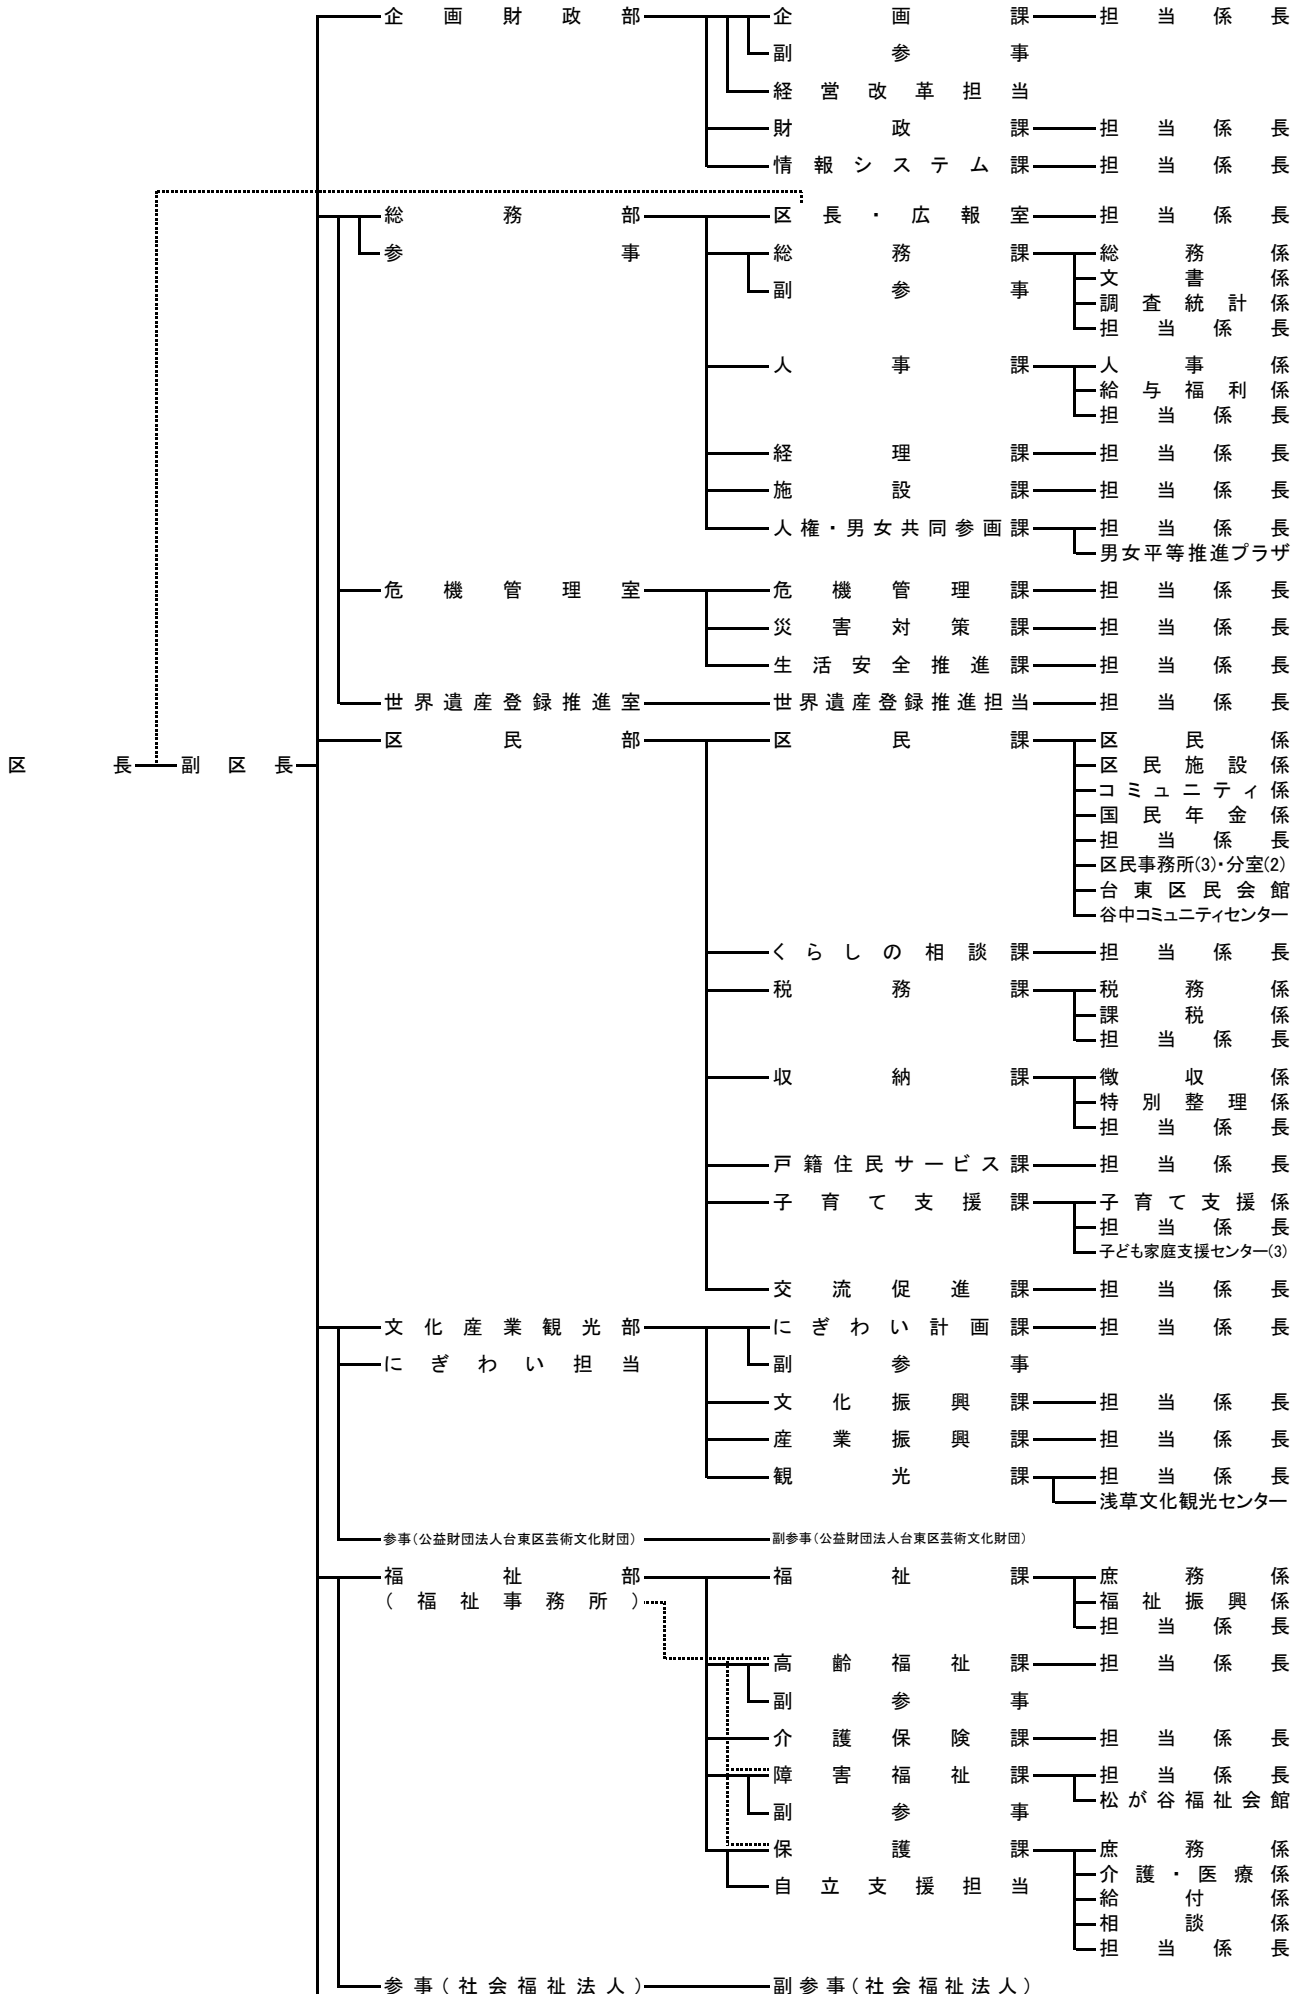 企画財政部 企画課 担当係長
副参事
経営改革担当
財政課 担当係長
情報システム課 担当係長
総務部 区長・広報室 担当係長
参事 総務課 総務係
文書係
副参事
調査統計係
担当係長
人事課 人事係
給与福利係
担当係長
経理課 担当係長
施設課 担当係長
人権・男女共同参画課 担当係長
男女平等推進プラザ
危機管理室 危機管理課 担当係長
災害対策課 担当係長
生活安全推進課 担当係長
世界遺産登録推進室 世界遺産登録推進担当 担当係長
区民部 区民課 区民係
区長 副区長 区民施設係
コミュニティ係
国民年金係
担当係長
区民事務所(3)・分室(2)
台東区民会館
谷中コミュニティセンター
くらしの相談課 担当係長
税務課 税務係
課税係
担当係長
収納課 徴収係
特別整理係
担当係長
戸籍住民サービス課 担当係長
子育て支援課 子育て支援係
担当係長
子ども家庭支援センター(3)
交流促進課 担当係長
文化産業観光部 にぎわい計画課 担当係長
にぎわい担当 副参事
文化振興課 担当係長
産業振興課 担当係長
観光課 担当係長
浅草文化観光センター
参事(公益財団法人台東区芸術文化財団) 副参事(公益財団法人台東区芸術文化財団)
福祉部 福祉課 庶務係
(福祉事務所) 福祉振興係
担当係長
高齢福祉課 担当係長
副参事
介護保険課 担当係長
障害福祉課 担当係長
松が谷福祉会館
副参事
保護課 庶務係
介護・医療係
自立支援担当
給付係
相談係
担当係長
参事(社会福祉法人) 副参事(社会福祉法人)